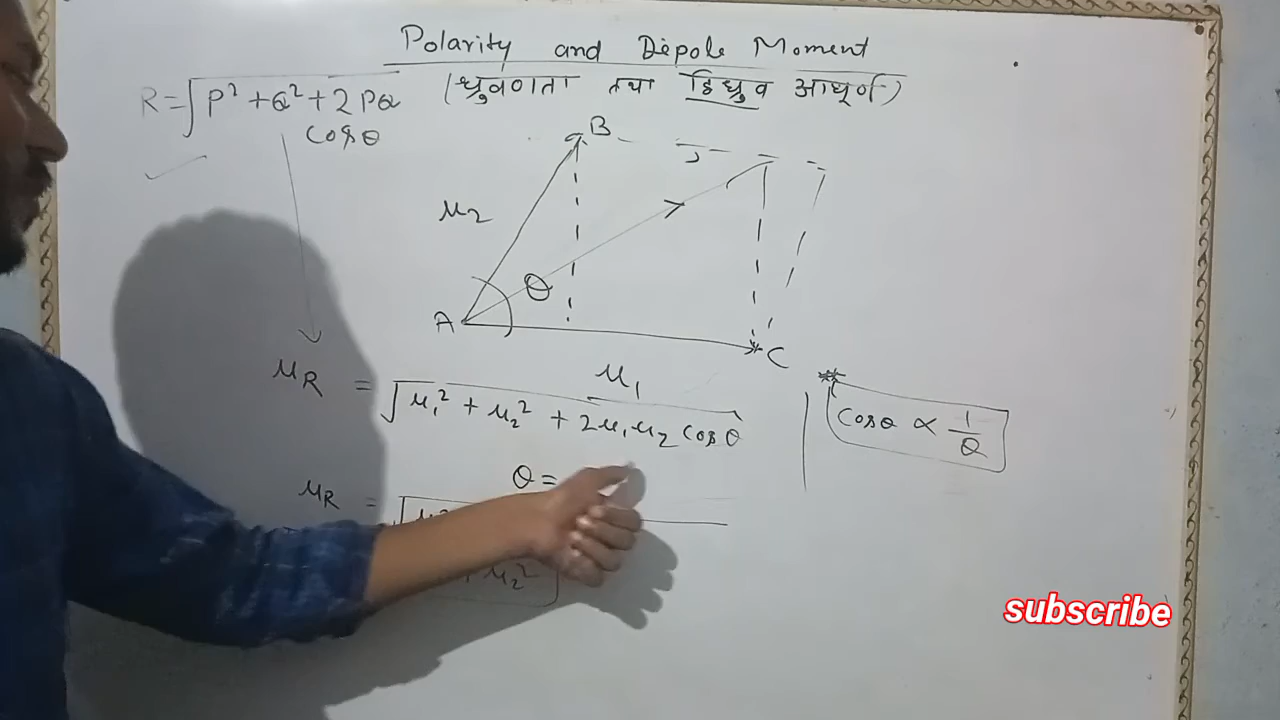 Polarity and Dipole Moment
(ध्रुवणता तथा द्विध्रुव आघूर्ण)
R=√P² + Q² + 2PQ
Cosθ
B
μ₂
θ
A
C
μ₁
μR = √μ₁² + μ₂² + 2μ₁μ₂ Cosθ
Cosθ ∝ 1/θ
θ =
μR = √
+ μ₂²
subscribe